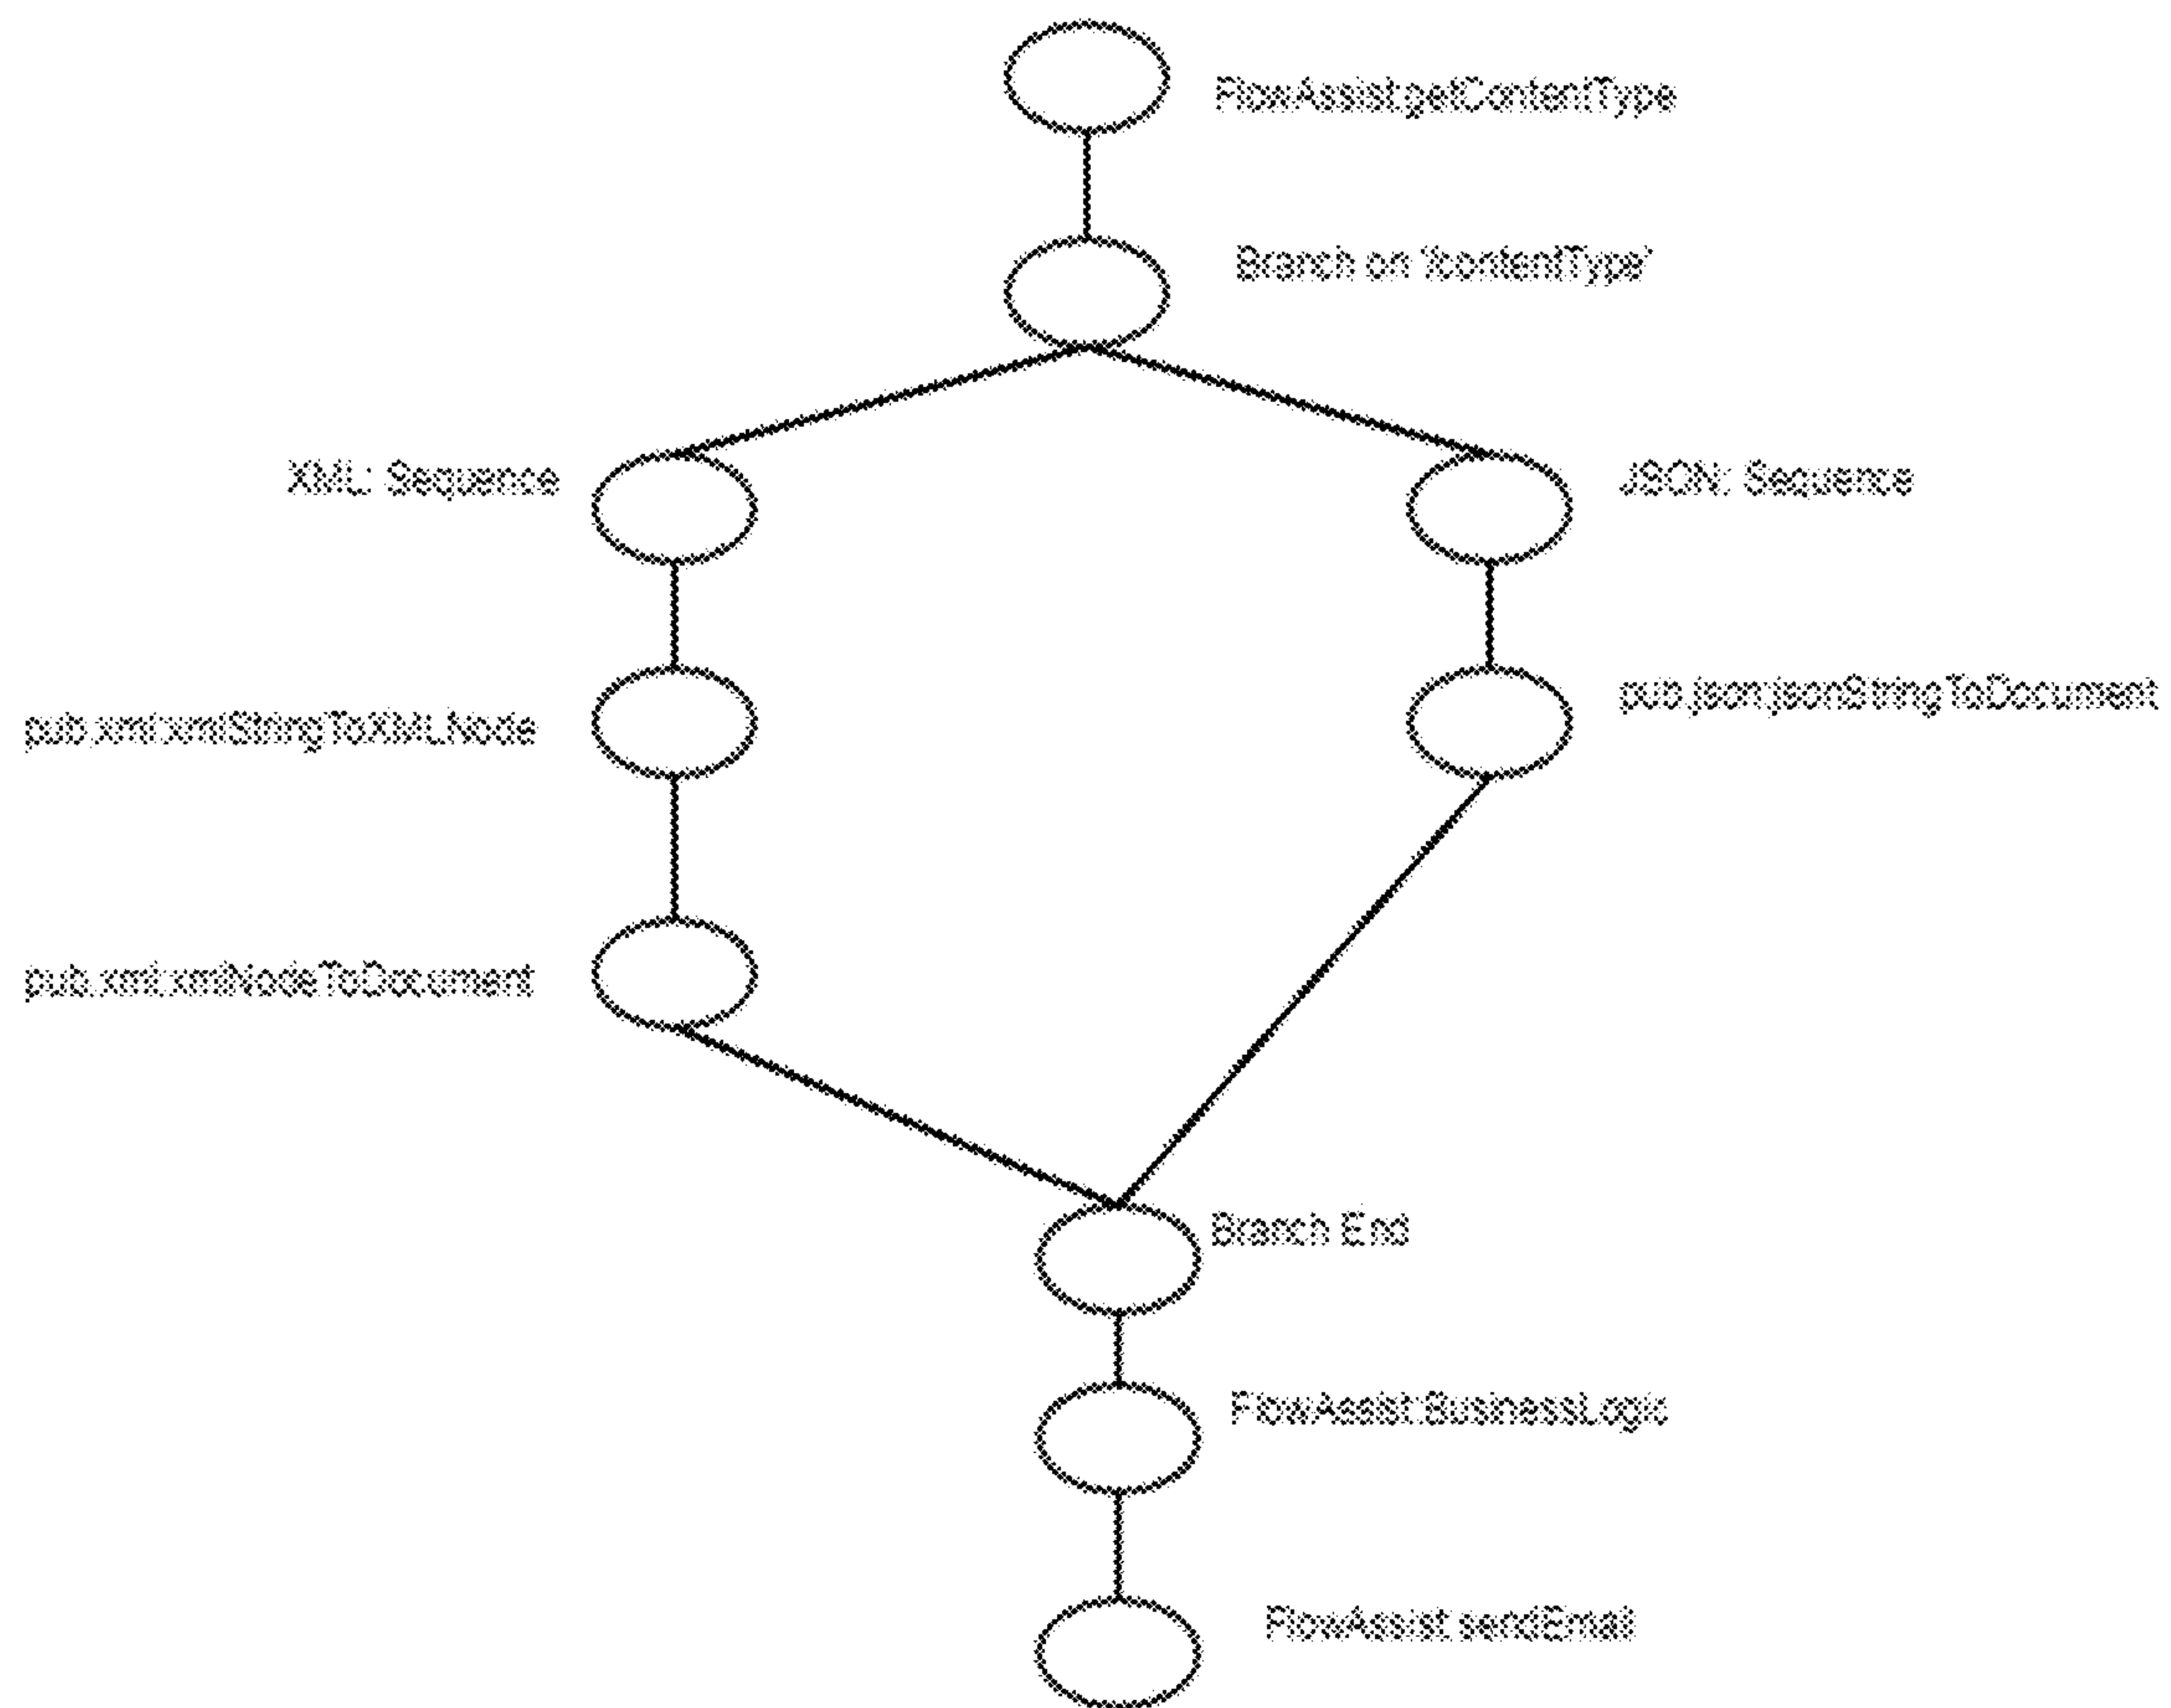 FlowAssist:getContentType
Branch on '/contentType'
XML: Sequence
JSON: Sequence
pub.xml:xmlStringToXMLNode
pub.json:jsonStringToDocument
pub.xml:xmlNodeToDocument
Branch End
FlowAssist:BusinessLogic
FlowAssist:sendEmail